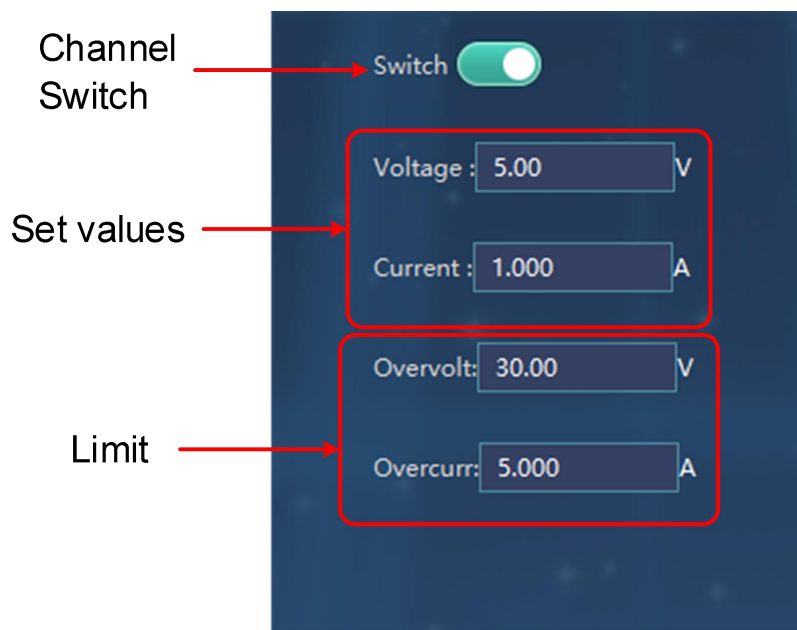 Channel
Switch
Switch
Set values
Voltage : 5.00 V
Current : 1.000 A
Limit
Overvolt: 30.00 V
Overcurr: 5.000 A